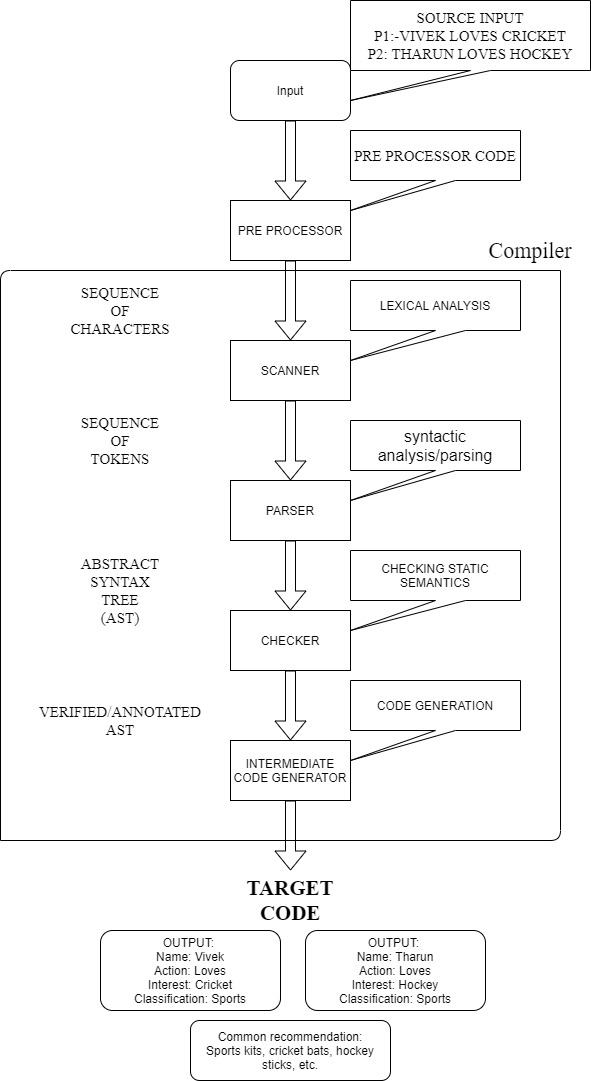 SOURCE INPUT
P1:-VIVEK LOVES CRICKET
P2: THARUN LOVES HOCKEY
Input
PRE PROCESSOR CODE
PRE PROCESSOR
Compiler
SEQUENCE
OF
CHARACTERS
LEXICAL ANALYSIS
SCANNER
SEQUENCE
OF
TOKENS
syntactic
analysis/parsing
PARSER
ABSTRACT
SYNTAX
TREE
(AST)
CHECKING STATIC
SEMANTICS
CHECKER
VERIFIED/ANNOTATED
AST
CODE GENERATION
INTERMEDIATE
CODE GENERATOR
TARGET
CODE
OUTPUT:
Name: Vivek
Action: Loves
Interest: Cricket
Classification: Sports
OUTPUT:
Name: Tharun
Action: Loves
Interest: Hockey
Classification: Sports
Common recommendation:
Sports kits, cricket bats, hockey
sticks, etc.